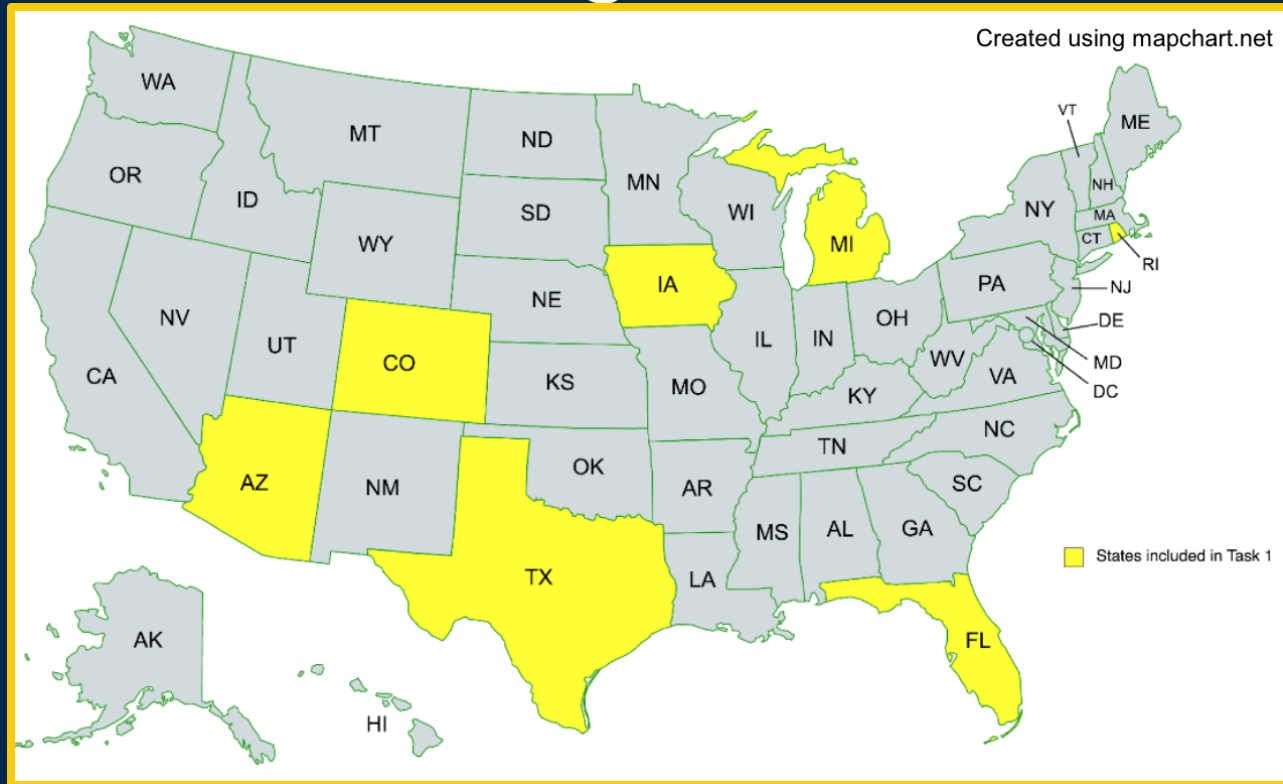 Created using mapchart.net
WA
MT
ND
MN
VT
ME
OR
ID
SD
WI
NH
NY
MA
WY
MI
CT
RI
IA
PA
NJ
NE
NV
OH
DE
UT
IL
IN
CO
WV
MD
CA
KS
MO
VA
DC
KY
NC
TN
OK
AZ
NM
AR
SC
MS
AL
GA
States included in Task 1
TX
LA
AK
FL
HI